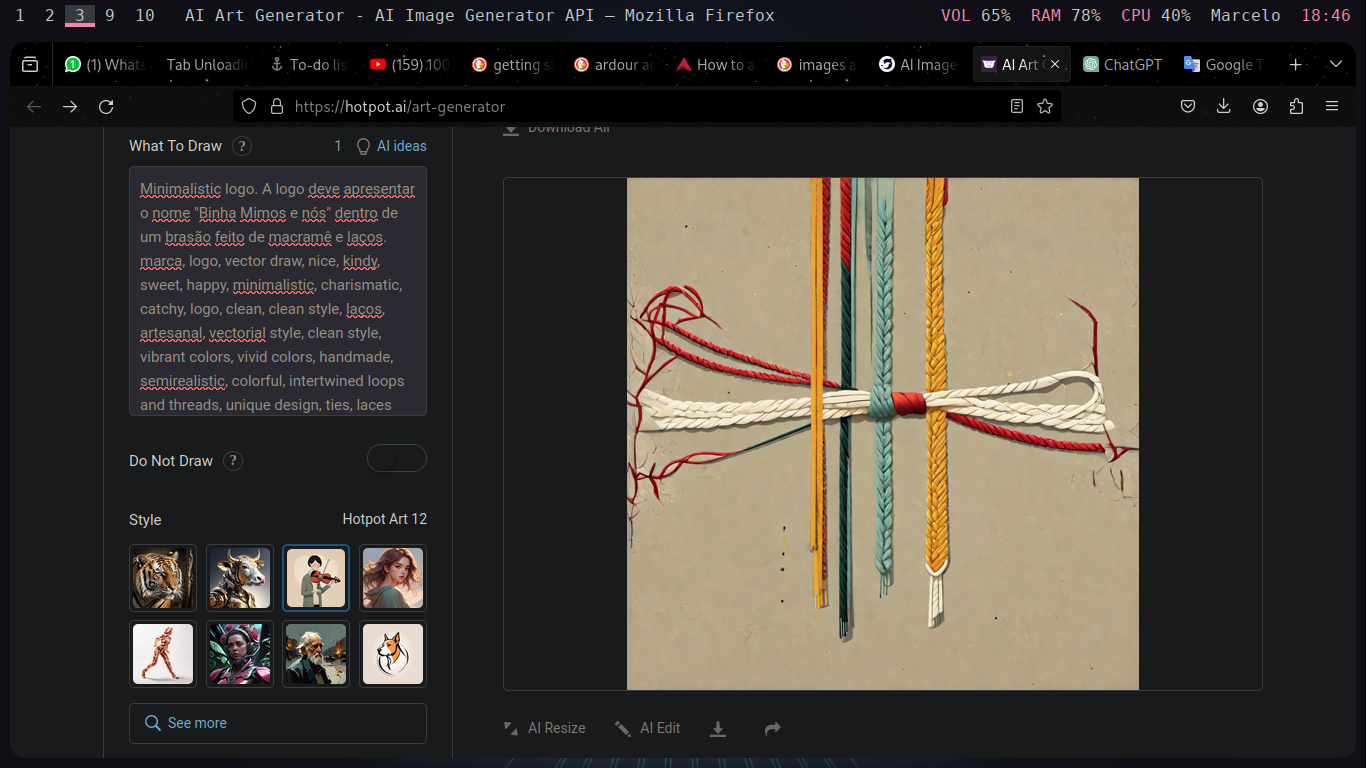 1 2 3 9 10 AI Art Generator - AI Image Generator API — Mozilla Firefox VOL 65% RAM 78% CPU 40% Marcelo 18:46
(1) Whats Tab Unloadi To-do lis (159) 100 getting s ardour a How to a images a AI Image AI Art ChatGPT Google T
https://hotpot.ai/art-generator
Download All
What To Draw ? 1 AI ideas
Minimalistic logo. A logo deve apresentar
o nome "Binha Mimos e nós" dentro de
um brasão feito de macramê e laços.
marca, logo, vector draw, nice, kindy,
sweet, happy, minimalistic, charismatic,
catchy, logo, clean, clean style, laços,
artesanal, vectorial style, clean style,
vibrant colors, vivid colors, handmade,
semirealistic, colorful, intertwined loops
and threads, unique design, ties, laces
Do Not Draw ?
Style Hotpot Art 12
See more
AI Resize AI Edit